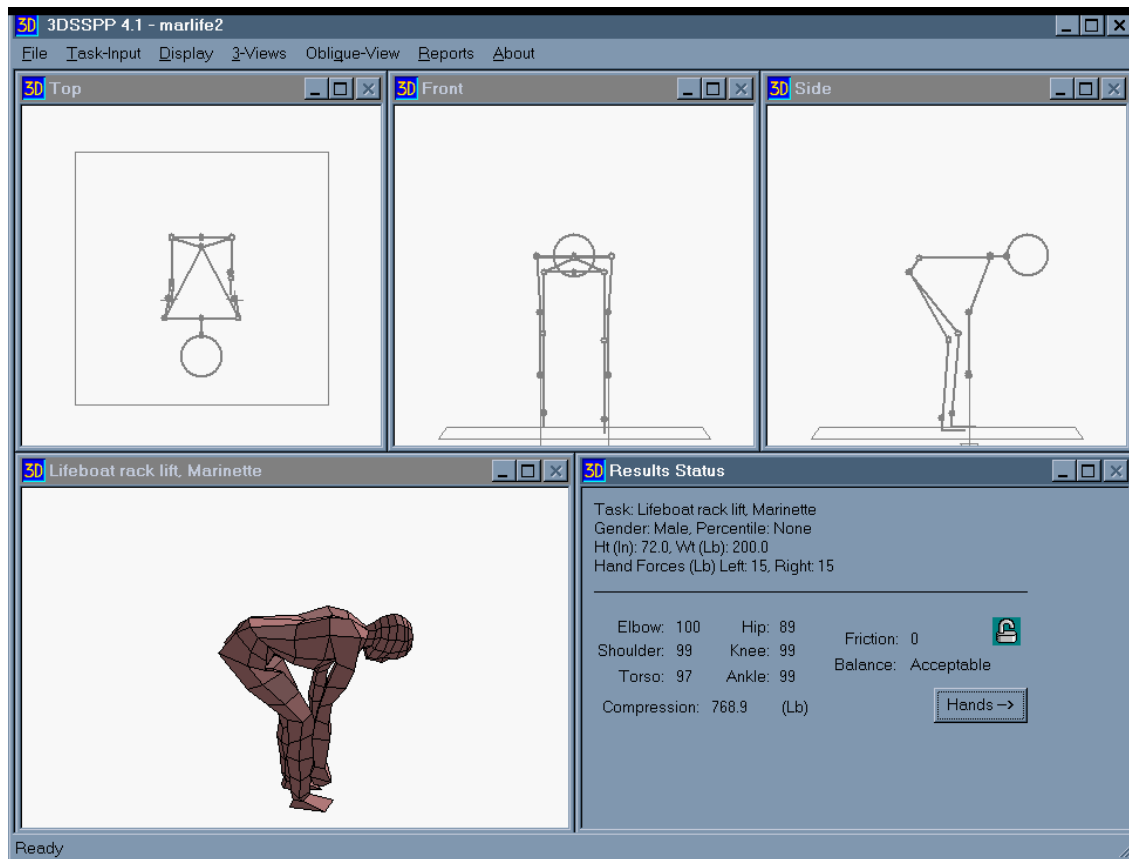 3D 3DSSPP 4.1 - marlife2
File Task-Input Display 3-Views Oblique-View Reports About
3D Top
3D Front
3D Side
3D Lifeboat rack lift, Marinette
3D Results Status
Task: Lifeboat rack lift, Marinette
Gender: Male, Percentile: None
Ht (In): 72.0, Wt (Lb): 200.0
Hand Forces (Lb) Left: 15, Right: 15
Elbow: 100 Hip: 89
Shoulder: 99 Knee: 99
Torso: 97 Ankle: 99
Friction: 0
Balance: Acceptable
Compression: 768.9 (Lb)
Hands -->
Ready